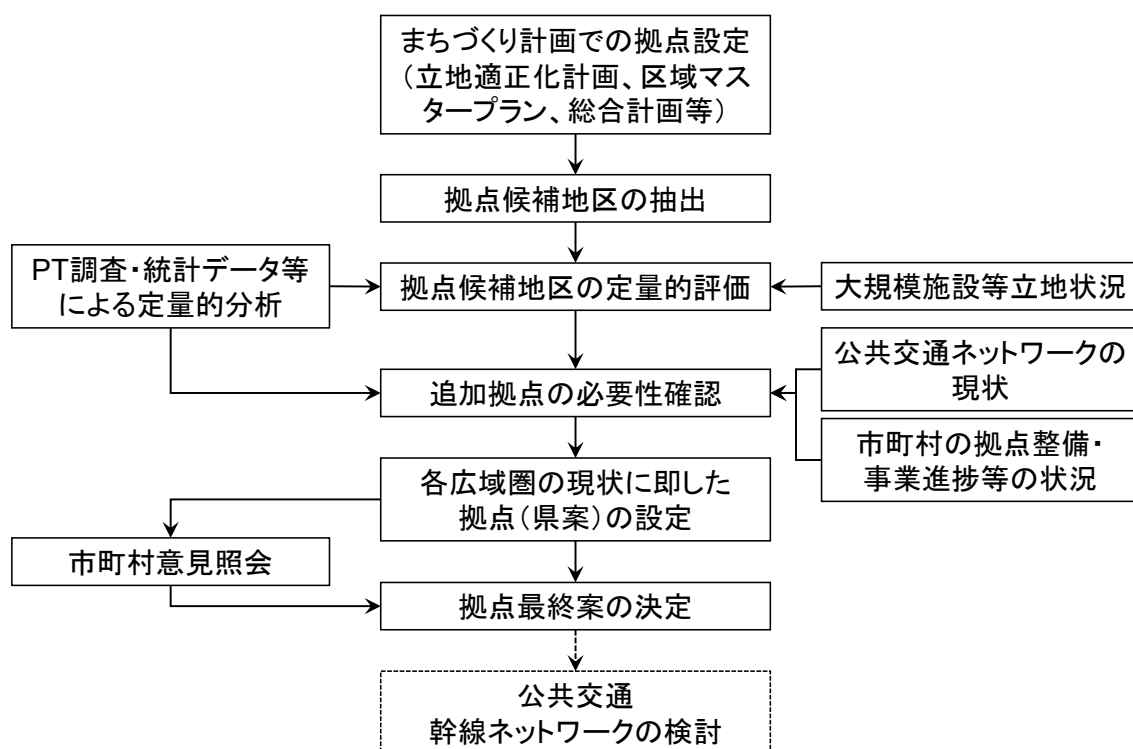 まちづくり計画での拠点設定
（立地適正化計画、区域マス
タープラン、総合計画等）
拠点候補地区の抽出
PT調査・統計データ等
による定量的分析
拠点候補地区の定量的評価
大規模施設等立地状況
公共交通ネットワークの
現状
追加拠点の必要性確認
市町村の拠点整備・
事業進捗等の状況
各広域圏の現状に即した
拠点（県案）の設定
市町村意見照会
拠点最終案の決定
公共交通
幹線ネットワークの検討